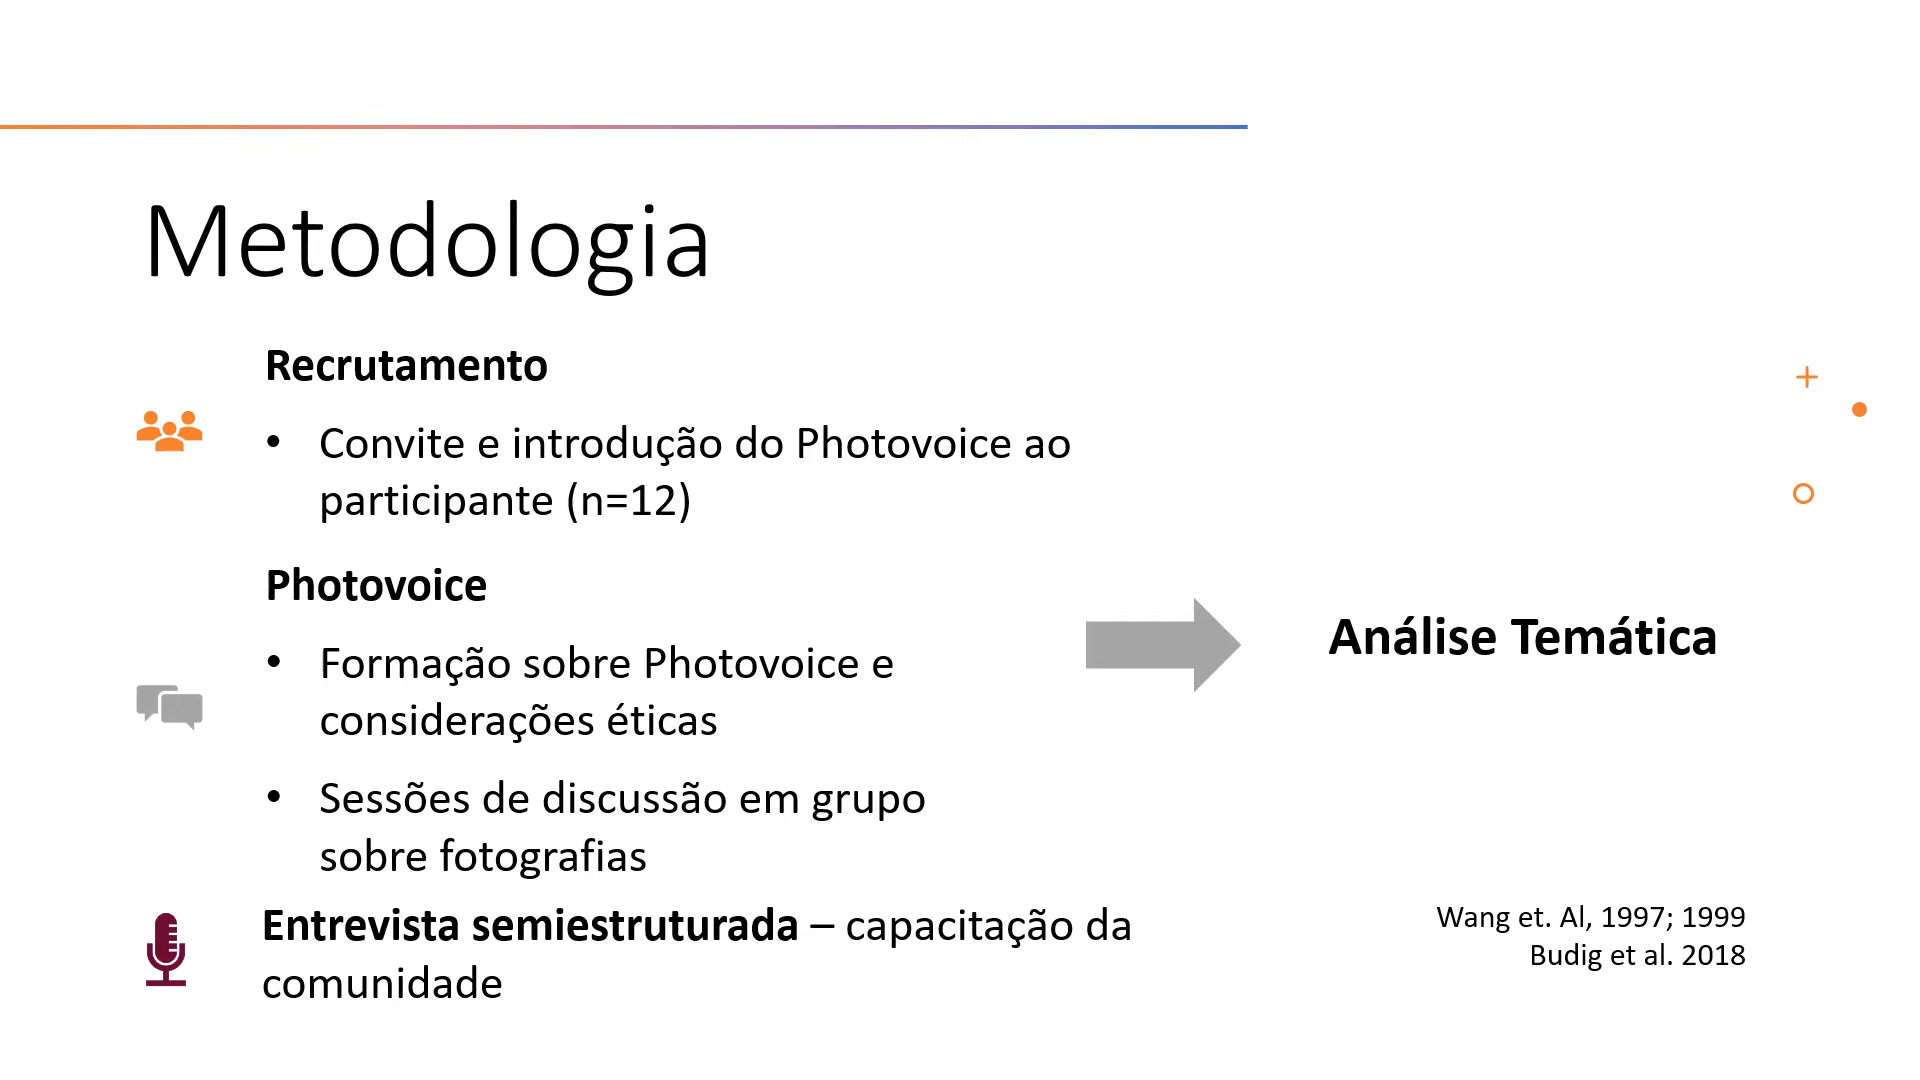 Metodologia
Recrutamento
• Convite e introdução do Photovoice ao
participante (n=12)
Photovoice
• Formação sobre Photovoice e
considerações éticas
• Sessões de discussão em grupo
sobre fotografias
Entrevista semiestruturada – capacitação da
comunidade
Análise Temática
Wang et. Al, 1997; 1999
Budig et al. 2018